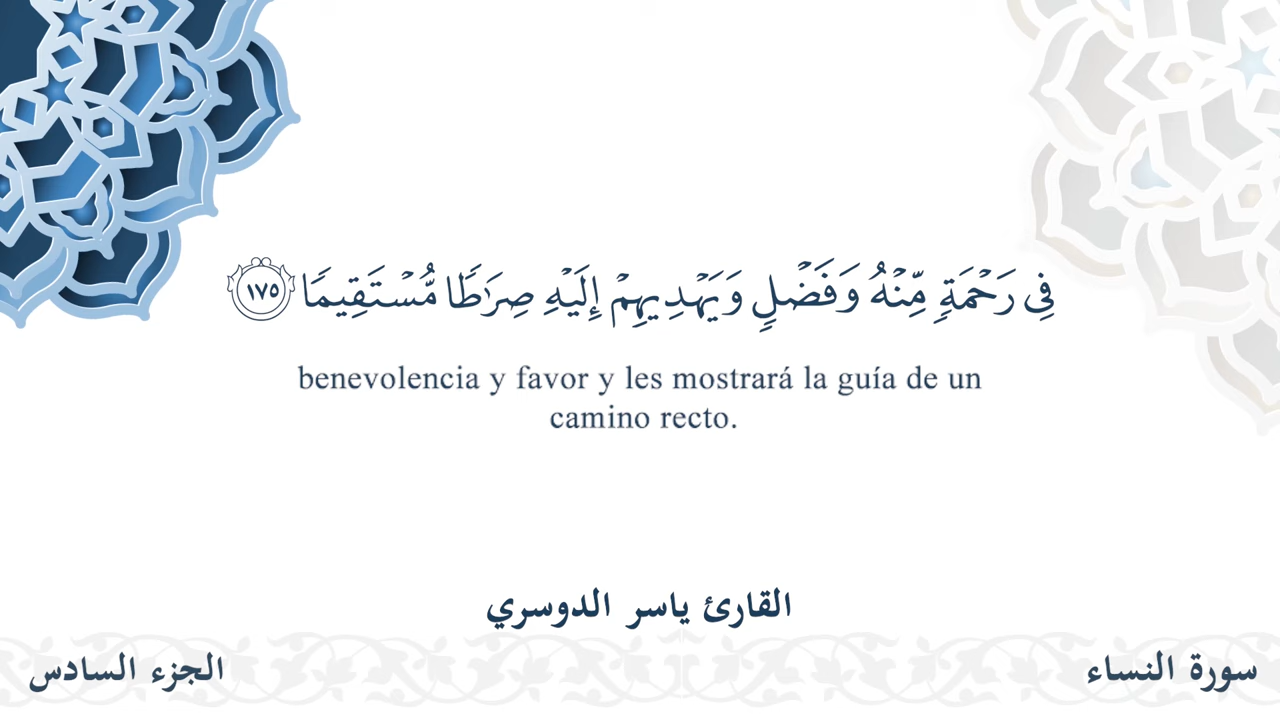 فِي رَحۡمَةٖ مِّنۡهُ وَفَضۡلٖ وَيَهۡدِيهِمۡ إِلَيۡهِ صِرَٰطٗا مُّسۡتَقِيمٗا ١٧٥
benevolencia y favor y les mostrará la guía de un
camino recto.
القارئ ياسر الدوسري
سورة النساء
الجزء السادس